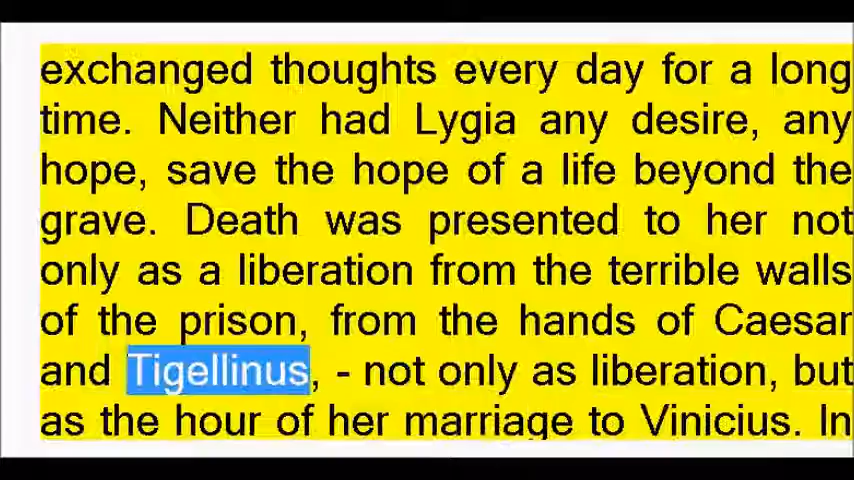 exchanged thoughts every day for a long
time. Neither had Lygia any desire, any
hope, save the hope of a life beyond the
grave. Death was presented to her not
only as a liberation from the terrible walls
of the prison, from the hands of Caesar
and Tigellinus, - not only as liberation, but
as the hour of her marriage to Vinicius. In